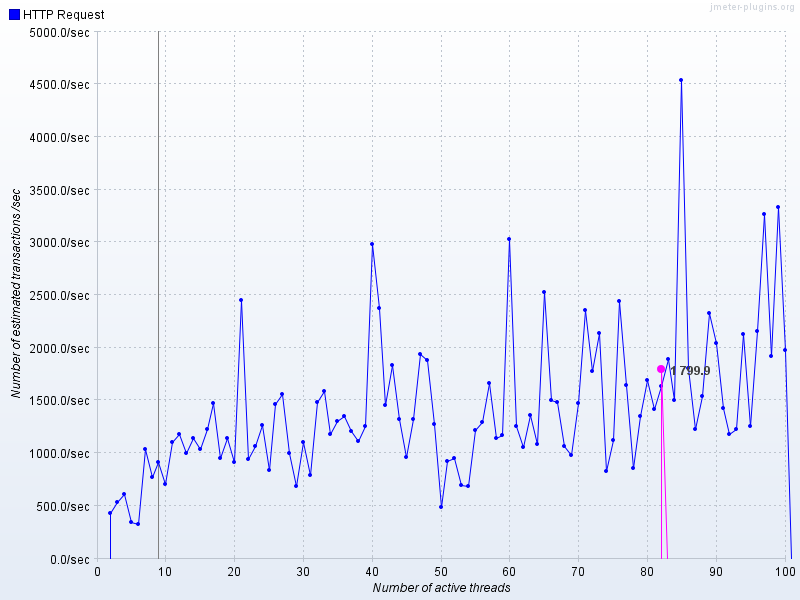 jmeter-plugins.org
HTTP Request
5000.0/sec
4500.0/sec
4000.0/sec
3500.0/sec
3000.0/sec
2500.0/sec
2000.0/sec
1500.0/sec
1000.0/sec
500.0/sec
0.0/sec
Number of estimated transactions /sec
1 799.9
0 10 20 30 40 50 60 70 80 90 100
Number of active threads